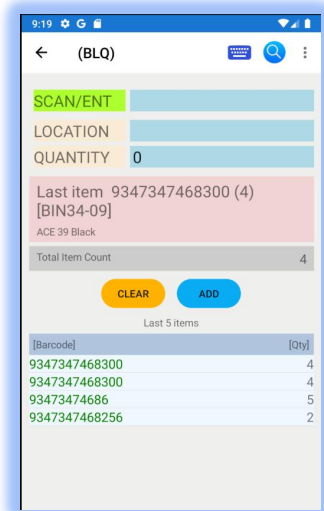 9:19
(BLQ)
SCAN/ENT
LOCATION
QUANTITY 0
Last item 9347347468300 (4)
[BIN34-09]
ACE 39 Black
Total Item Count 4
CLEAR ADD
Last 5 items
[Barcode] [Qty]
9347347468300 4
9347347468300 4
93473474686 5
9347347468256 2